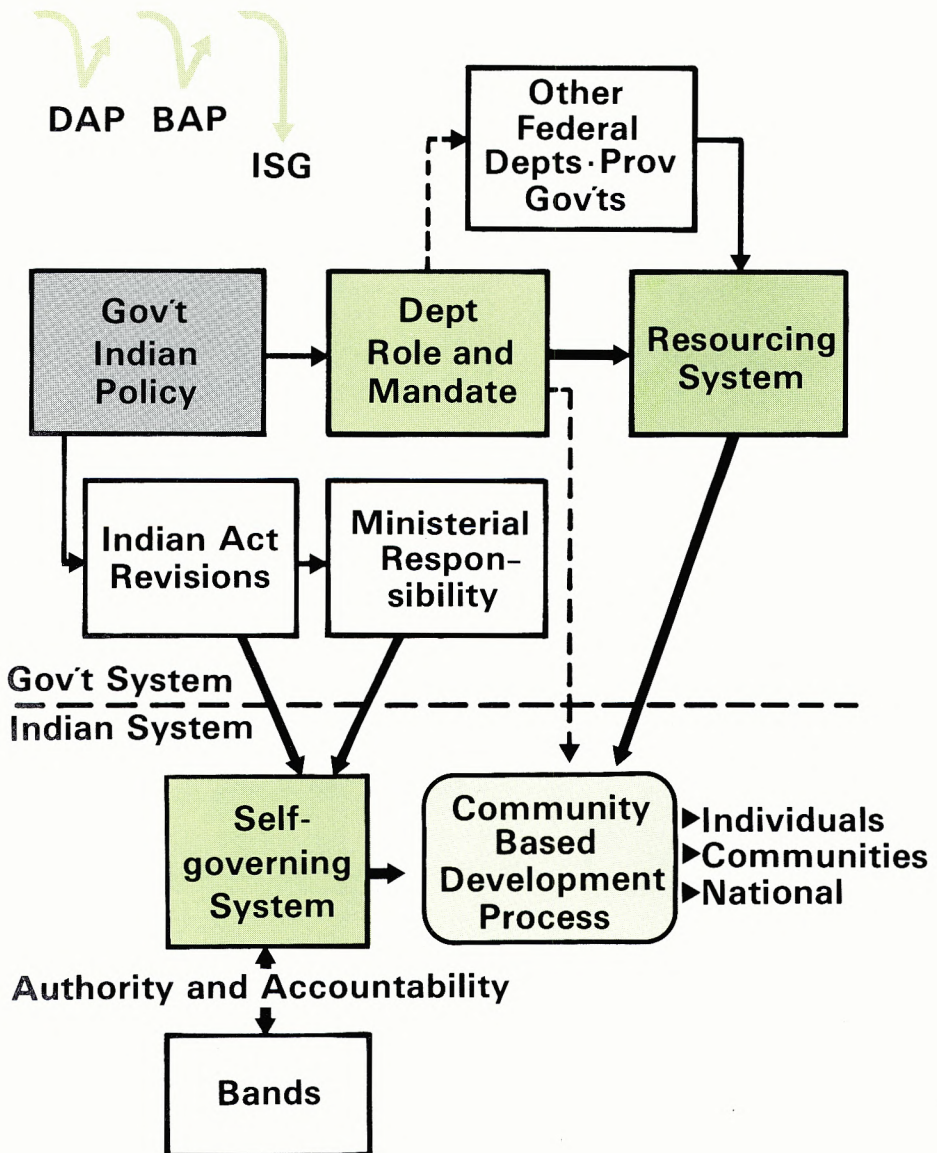 DAP BAP
ISG
Other
Federal
Depts·Prov
Gov't​s
Gov't
Indian
Policy
Dept
Role and
Mandate
Resourcing
System
Indian Act
Revisions
Ministerial
Respon-
sibility
Gov't System
Indian System
Self-
governing
System
Community
Based
Development
Process
Individuals
Communities
National
Authority and Accountability
Bands